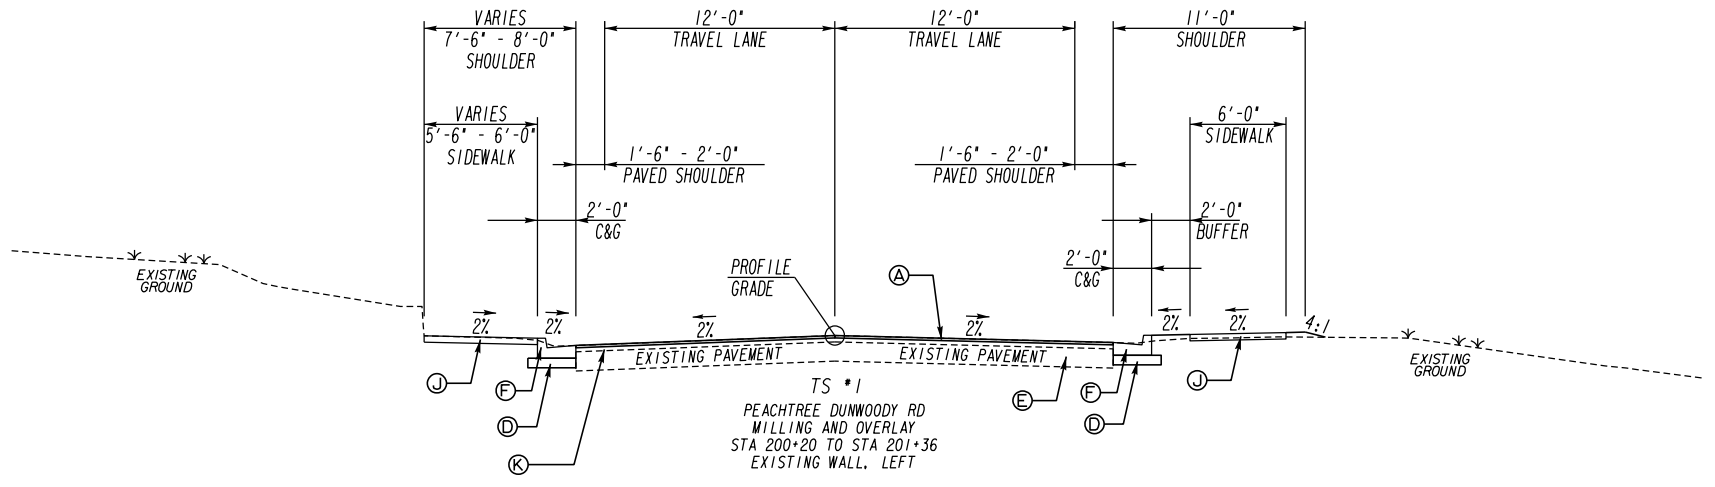 VARIES
7'-6" - 8'-0"
SHOULDER
12'-0"
TRAVEL LANE
12'-0"
TRAVEL LANE
11'-0"
SHOULDER
VARIES
5'-6" - 6'-0"
SIDEWALK
6'-0"
SIDEWALK
1'-6" - 2'-0"
PAVED SHOULDER
1'-6" - 2'-0"
PAVED SHOULDER
2'-0"
C&G
2'-0"
BUFFER
2'-0"
C&G
EXISTING
GROUND
PROFILE
GRADE
A
2%
2%
2%
2%
2%
2%
4:1
EXISTING PAVEMENT
EXISTING PAVEMENT
EXISTING
GROUND
J
F
D
K
E
F
D
J
TS #1
PEACHTREE DUNWOODY RD
MILLING AND OVERLAY
STA 200+20 TO STA 201+36
EXISTING WALL, LEFT